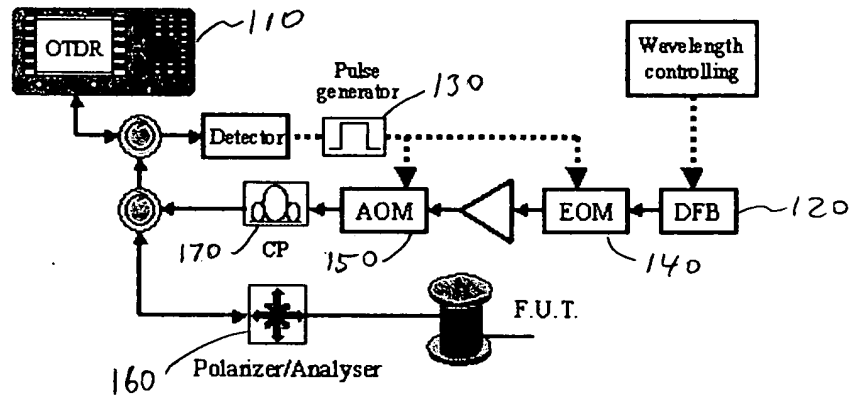 110
OTDR
Wavelength
controlling
Pulse
generator
130
Detector
AOM
EOM
DFB
120
170
CP
150
140
F.U.T.
160
Polarizer/Analyser